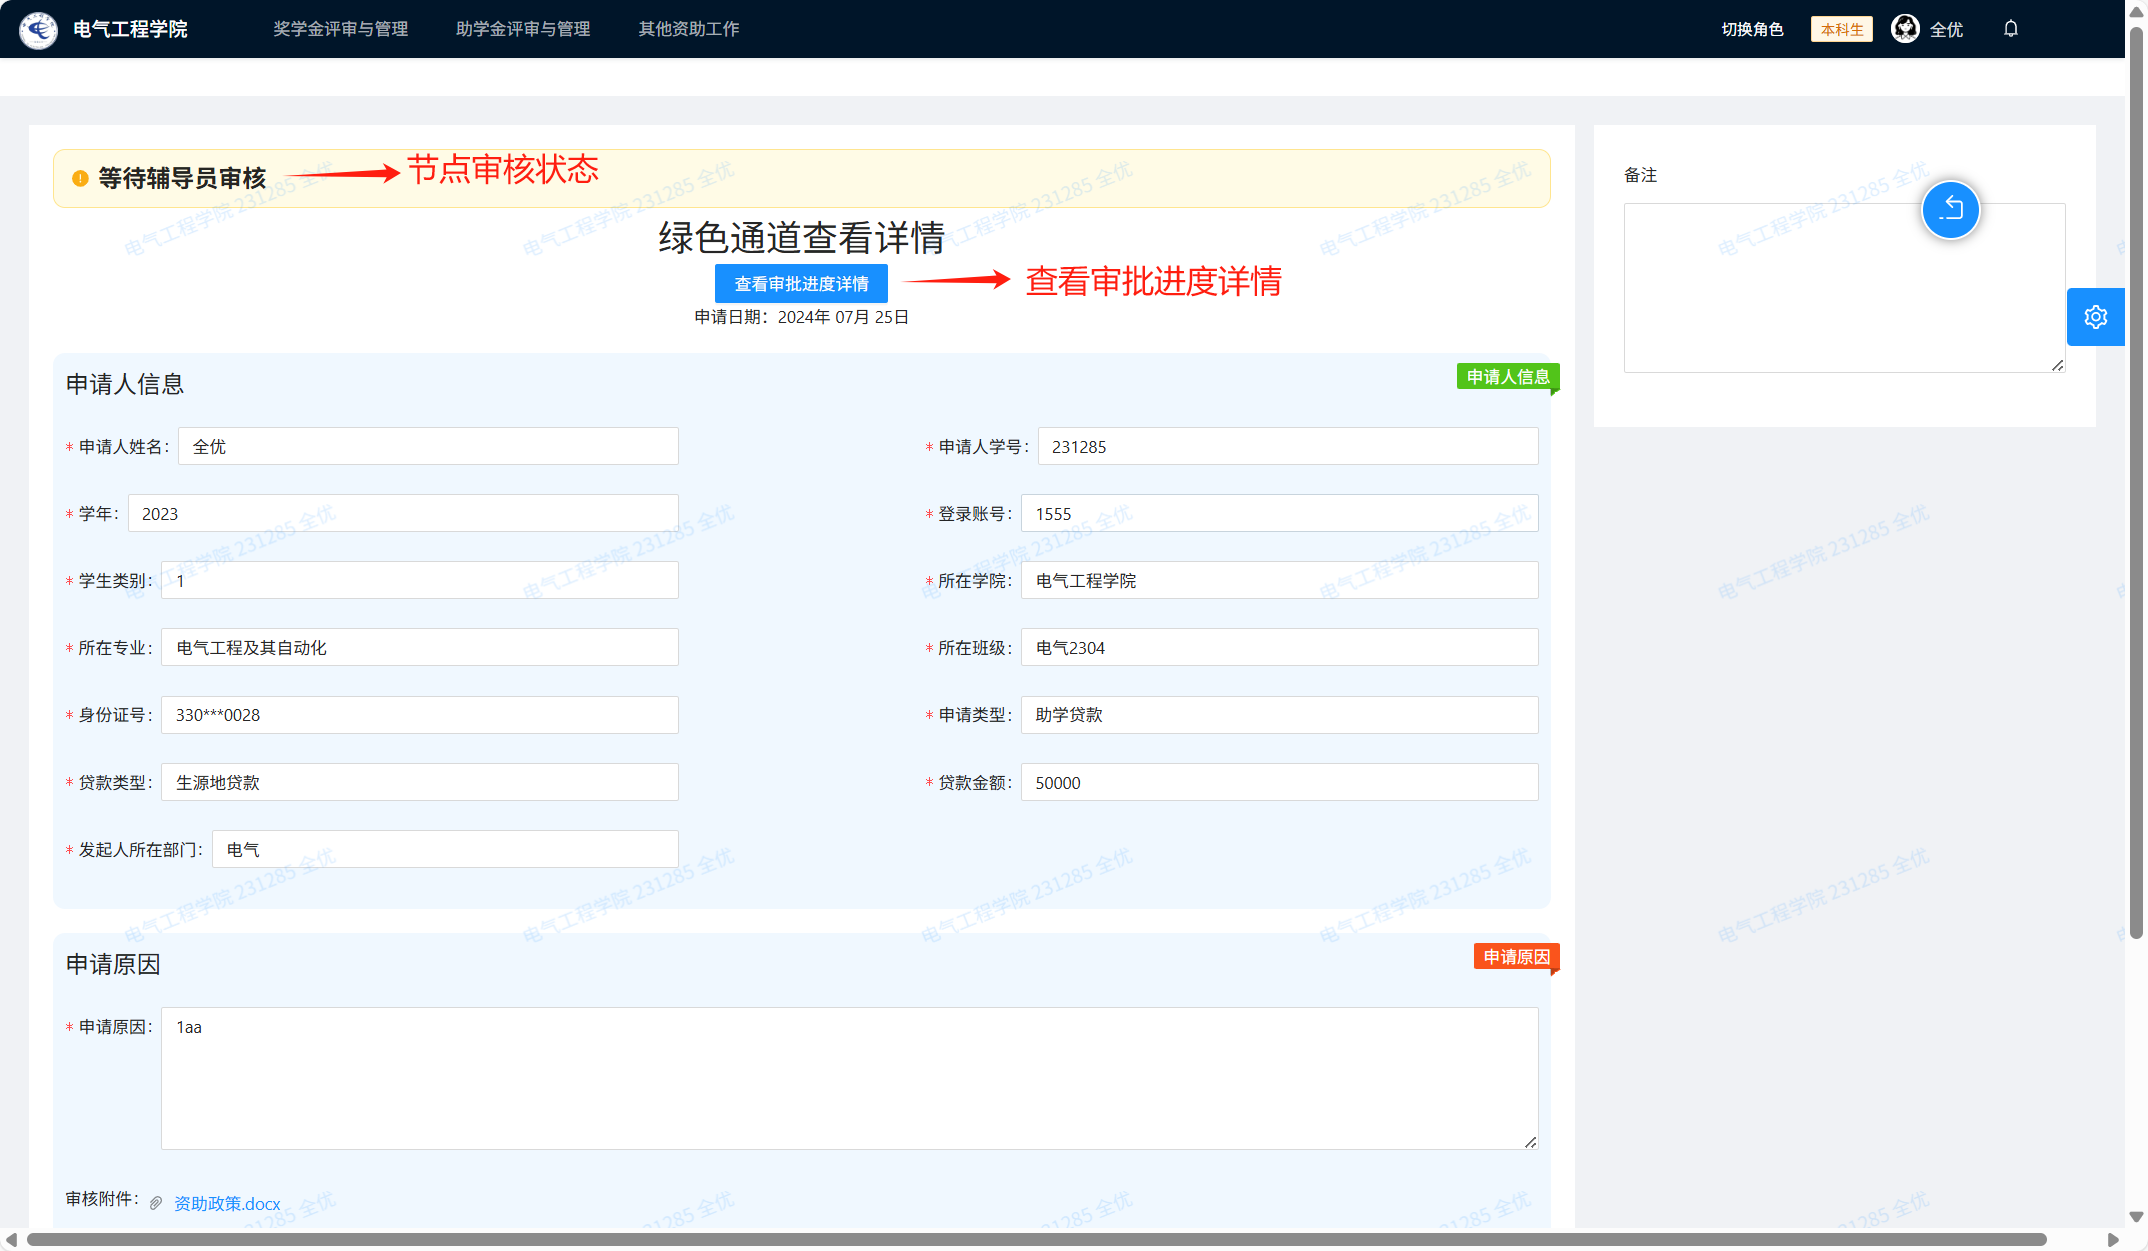 电气工程学院
奖学金评审与管理
助学金评审与管理
其他资助工作
切换角色
本科生
全优
等待辅导员审核
节点审核状态
绿色通道查看详情
查看审批进度详情
查看审批进度详情
申请日期：2024年 07月 25日
备注
申请人信息
申请人信息
* 申请人姓名： 全优
* 申请人学号： 231285
* 学年： 2023
* 登录账号： 1555
* 学生类别： 1
* 所在学院： 电气工程学院
* 所在专业： 电气工程及其自动化
* 所在班级： 电气2304
* 身份证号： 330***0028
* 申请类型： 助学贷款
* 贷款类型： 生源地贷款
* 贷款金额： 50000
* 发起人所在部门： 电气
申请原因
申请原因
* 申请原因： 1aa
审核附件： 资助政策.docx
电气工程学院 231285 全优